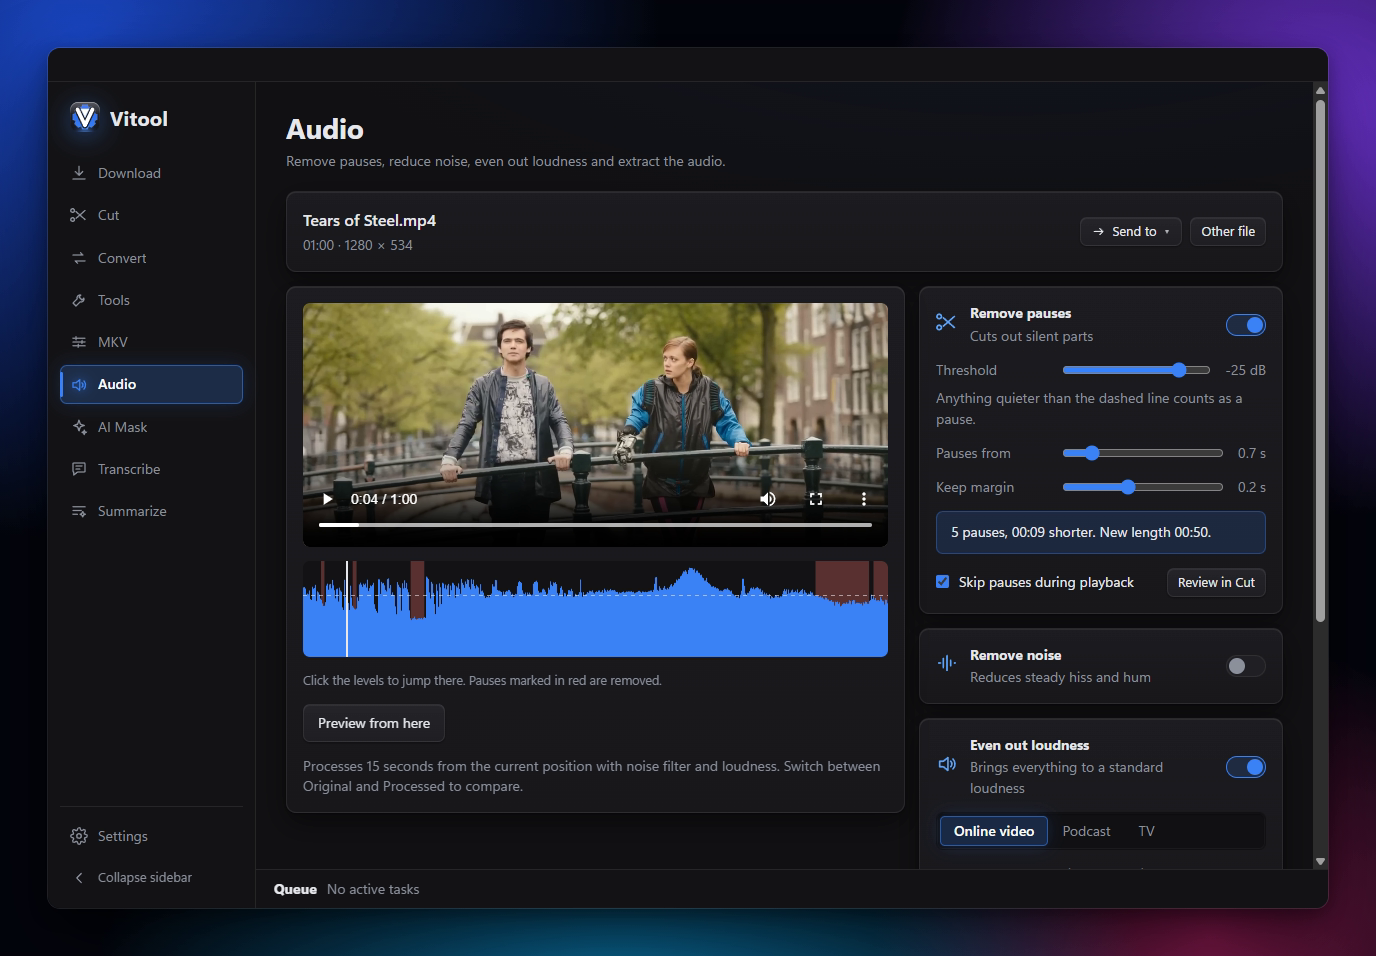 Vitool
Download
Cut
Convert
Tools
MKV
Audio
AI Mask
Transcribe
Summarize
Settings
Collapse sidebar
Audio
Remove pauses, reduce noise, even out loudness and extract the audio.
Tears of Steel.mp4
01:00 · 1280 × 534
Send to
Other file
0:04 / 1:00
Click the levels to jump there. Pauses marked in red are removed.
Preview from here
Processes 15 seconds from the current position with noise filter and loudness. Switch between
Original and Processed to compare.
Remove pauses
Cuts out silent parts
Threshold -25 dB
Anything quieter than the dashed line counts as a
pause.
Pauses from 0.7 s
Keep margin 0.2 s
5 pauses, 00:09 shorter. New length 00:50.
Skip pauses during playback
Review in Cut
Remove noise
Reduces steady hiss and hum
Even out loudness
Brings everything to a standard
loudness
Online video Podcast TV
Queue No active tasks